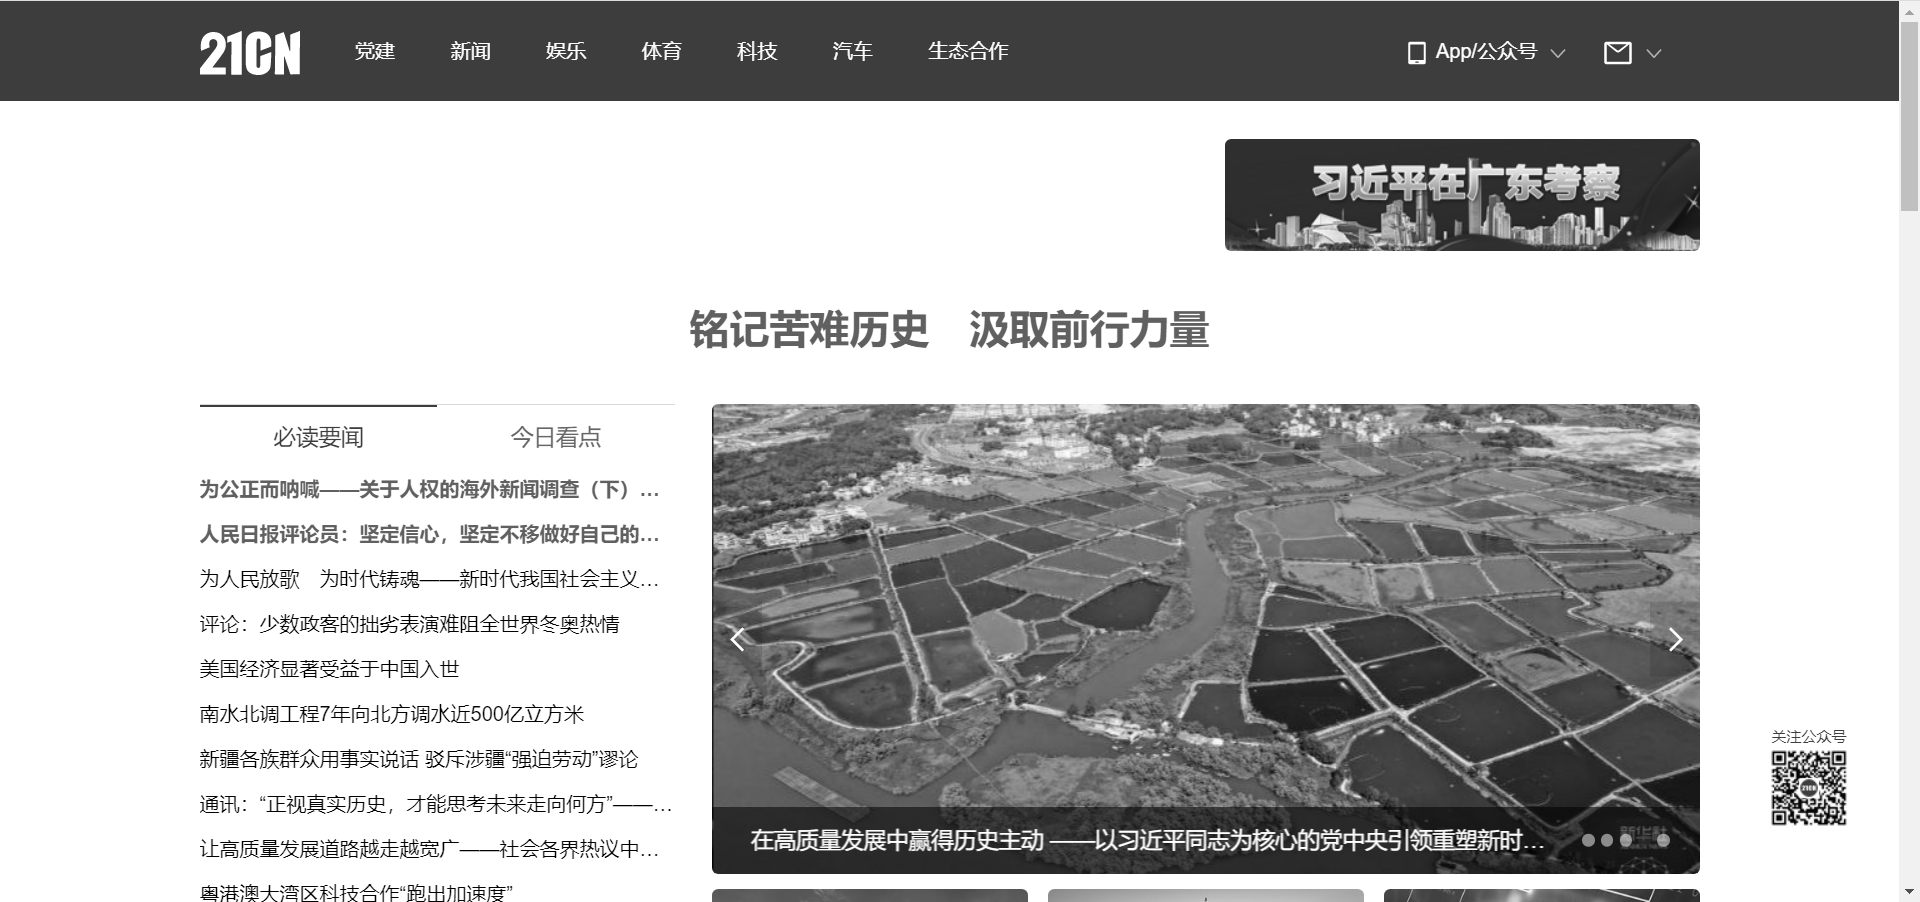 21CN
党建
新闻
娱乐
体育
科技
汽车
生态合作
App/公众号
习近平在广东考察
铭记苦难历史　汲取前行力量
必读要闻
今日看点
为公正而呐喊——关于人权的海外新闻调查（下）...
人民日报评论员：坚定信心，坚定不移做好自己的...
为人民放歌　为时代铸魂——新时代我国社会主义...
评论：少数政客的拙劣表演难阻全世界冬奥热情
美国经济显著受益于中国入世
南水北调工程7年向北方调水近500亿立方米
新疆各族群众用事实说话 驳斥涉疆“强迫劳动”谬论
通讯：“正视真实历史，才能思考未来走向何方”——...
让高质量发展道路越走越宽广——社会各界热议中...
粤港澳大湾区科技合作“跑出加速度”
在高质量发展中赢得历史主动 ——以习近平同志为核心的党中央引领重塑新时...
新华社
关注公众号
21CN